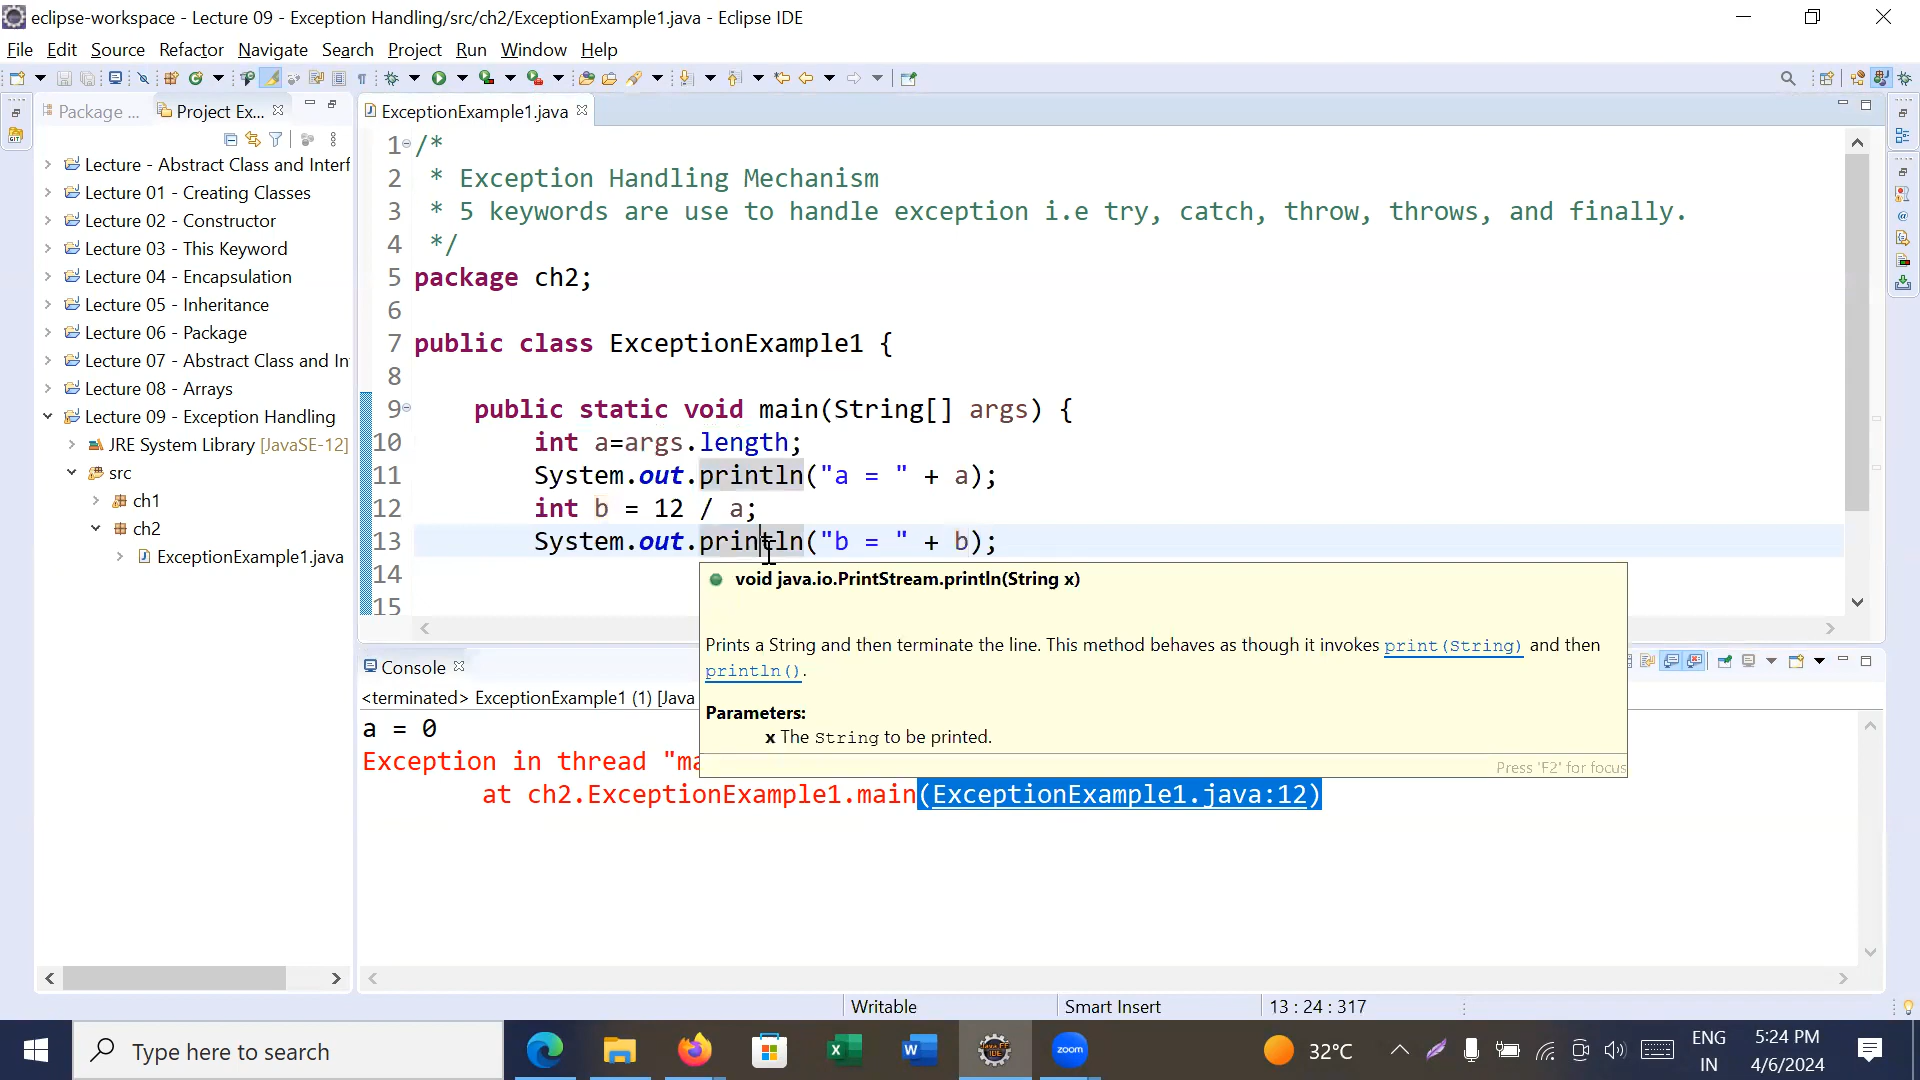 eclipse-workspace - Lecture 09 - Exception Handling/src/ch2/ExceptionExample1.java - Eclipse IDE
File Edit Source Refactor Navigate Search Project Run Window Help
Package ... Project Ex... ExceptionExample1.java
Lecture - Abstract Class and Interf
Lecture 01 - Creating Classes
Lecture 02 - Constructor
Lecture 03 - This Keyword
Lecture 04 - Encapsulation
Lecture 05 - Inheritance
Lecture 06 - Package
Lecture 07 - Abstract Class and In
Lecture 08 - Arrays
Lecture 09 - Exception Handling
JRE System Library [JavaSE-12]
src
ch1
ch2
ExceptionExample1.java
1 /*
2 * Exception Handling Mechanism
3 * 5 keywords are use to handle exception i.e try, catch, throw, throws, and finally.
4 */
5 package ch2;
6
7 public class ExceptionExample1 {
8
9 public static void main(String[] args) {
10 int a=args.length;
11 System.out.println("a = " + a);
12 int b = 12 / a;
13 System.out.println("b = " + b);
14
15
void java.io.PrintStream.println(String x)
Prints a String and then terminate the line. This method behaves as though it invokes print(String) and then
println().
Parameters:
x The String to be printed.
Press 'F2' for focus
Console
<terminated> ExceptionExample1 (1) [Java
a = 0
Exception in thread "ma
at ch2.ExceptionExample1.main(ExceptionExample1.java:12)
Writable Smart Insert 13 : 24 : 317
Type here to search
zoom
32°C
ENG
IN
5:24 PM
4/6/2024